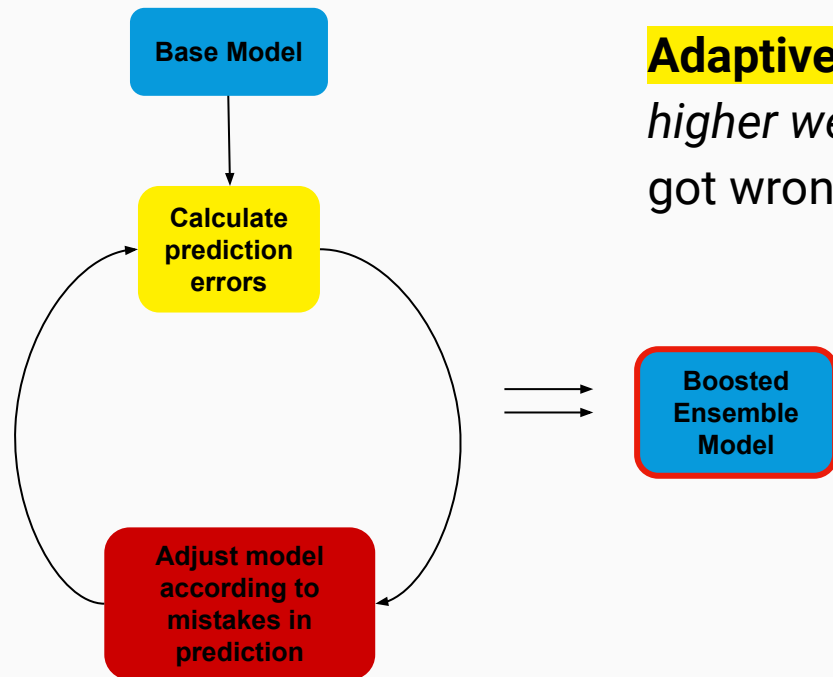 Base Model
Adaptive
higher we
got wron
Calculate
prediction
errors
Boosted
Ensemble
Model
Adjust model
according to
mistakes in
prediction